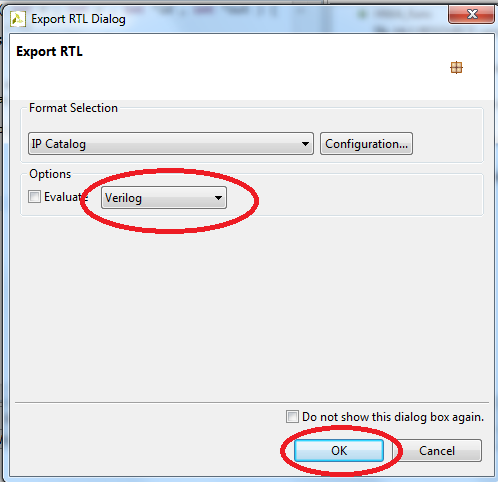 Export RTL Dialog
Export RTL
Format Selection
IP Catalog
Configuration...
Options
Evaluate
Verilog
Do not show this dialog box again.
OK
Cancel